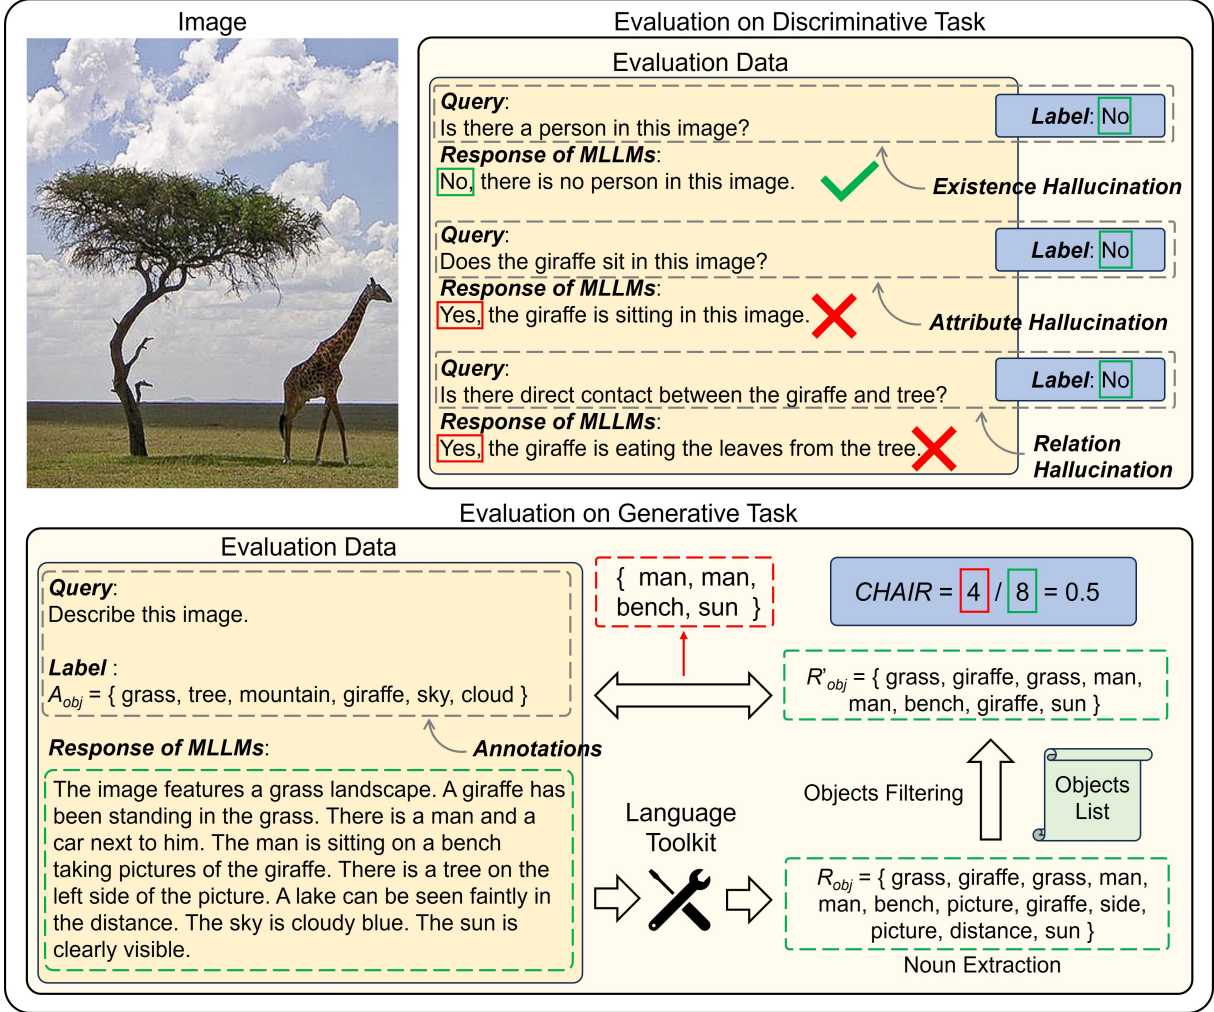 Image
Evaluation on Discriminative Task
Evaluation Data
Query:
Is there a person in this image?
Label: No
Response of MLLMs:
No, there is no person in this image.
Existence Hallucination
Query:
Does the giraffe sit in this image?
Label: No
Response of MLLMs:
Yes, the giraffe is sitting in this image.
Attribute Hallucination
Query:
Is there direct contact between the giraffe and tree?
Label: No
Response of MLLMs:
Yes, the giraffe is eating the leaves from the tree.
Relation
Hallucination
Evaluation on Generative Task
Evaluation Data
Query:
Describe this image.
Label :
A_obj = { grass, tree, mountain, giraffe, sky, cloud }
Annotations
Response of MLLMs:
The image features a grass landscape. A giraffe has
been standing in the grass. There is a man and a
car next to him. The man is sitting on a bench
taking pictures of the giraffe. There is a tree on the
left side of the picture. A lake can be seen faintly in
the distance. The sky is cloudy blue. The sun is
clearly visible.
{ man, man,
bench, sun }
CHAIR = 4 / 8 = 0.5
R'_obj = { grass, giraffe, grass, man,
man, bench, giraffe, sun }
Objects Filtering
Objects
List
Language
Toolkit
R_obj = { grass, giraffe, grass, man,
man, bench, picture, giraffe, side,
picture, distance, sun }
Noun Extraction